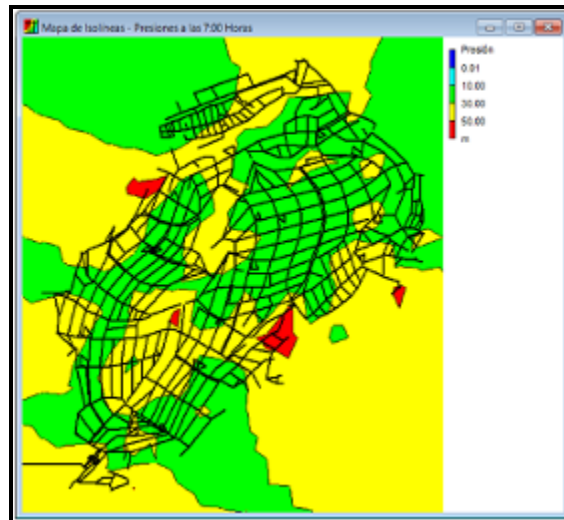 Mapa de Isolíneas - Presiones a las 7:00 Horas
Presión
0.01
10.00
30.00
50.00
m